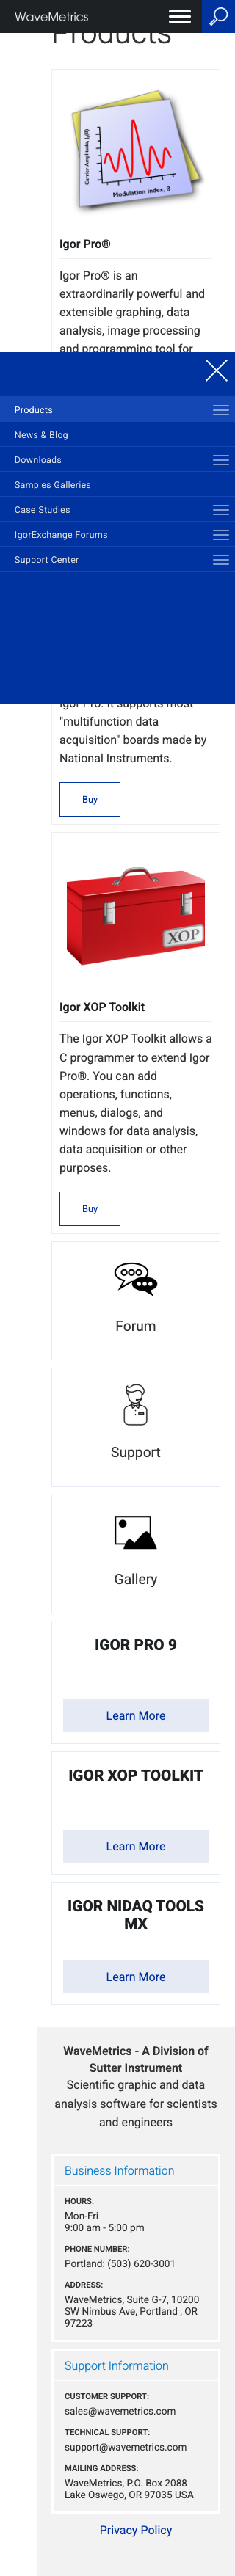 WaveMetrics
Products
Carrier Amplitude, Jn(ß)
Modulation Index, ß
Igor Pro®
Igor Pro® is an
extraordinarily powerful and
extensible graphing, data
analysis, image processing
and programming tool for
Products
News & Blog
Downloads
Samples Galleries
Case Studies
IgorExchange Forums
Support Center
Igor Pro. It supports most
"multifunction data
acquisition" boards made by
National Instruments.
Buy
XOP
Igor XOP Toolkit
The Igor XOP Toolkit allows a
C programmer to extend Igor
Pro®. You can add
operations, functions,
menus, dialogs, and
windows for data analysis,
data acquisition or other
purposes.
Buy
Forum
Support
Gallery
IGOR PRO 9
Learn More
IGOR XOP TOOLKIT
Learn More
IGOR NIDAQ TOOLS
MX
Learn More
WaveMetrics - A Division of
Sutter Instrument
Scientific graphic and data
analysis software for scientists
and engineers
Business Information
HOURS:
Mon-Fri
9:00 am - 5:00 pm
PHONE NUMBER:
Portland: (503) 620-3001
ADDRESS:
WaveMetrics, Suite G-7, 10200
SW Nimbus Ave, Portland , OR
97223
Support Information
CUSTOMER SUPPORT:
sales@wavemetrics.com
TECHNICAL SUPPORT:
support@wavemetrics.com
MAILING ADDRESS:
WaveMetrics, P.O. Box 2088
Lake Oswego, OR 97035 USA
Privacy Policy